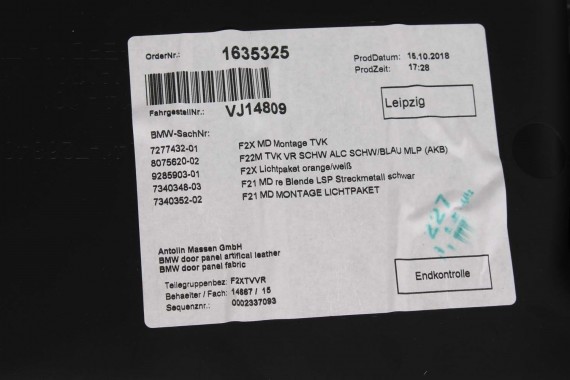 OrderNr.: 1635325
ProdDatum: 15.10.2018
ProdZeit: 17:28
FahrgestellNr.: VJ14809
Leipzig
BMW-SachNr:
7277432-01 F2X MD Montage TVK
8075620-02 F22M TVK VR SCHW ALC SCHW/BLAU MLP (AKB)
9285903-01 F2X Lichtpaket orange/weiß
7340348-03 F21 MD re Blende LSP Streckmetall schwar
7340352-02 F21 MD MONTAGE LICHTPAKET
Antolin Massen GmbH
BMW door panel artifical leather
BMW door panel fabric
Teilegruppenbez: F2XTVVR
Behaelter / Fach: 14867 / 15
Sequenznr.: 0002337093
227
Endkontrolle